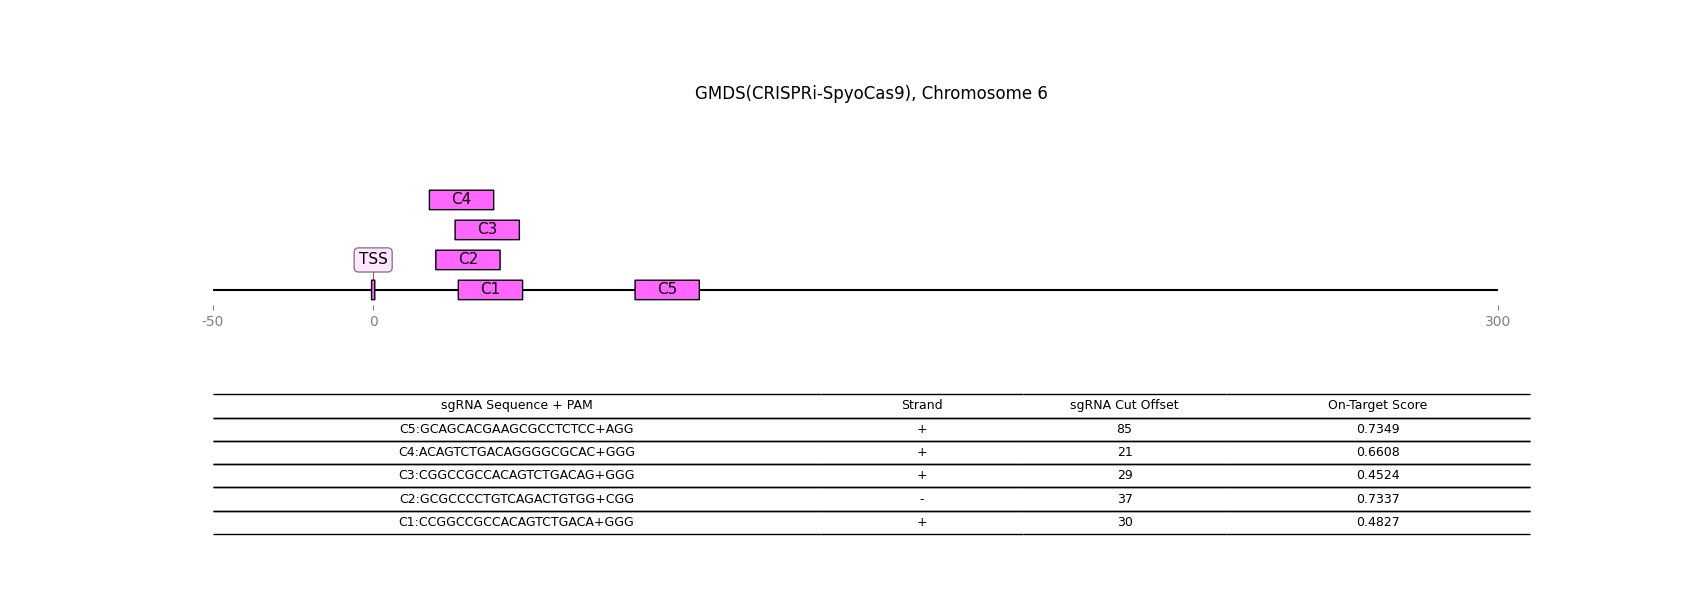 GMDS(CRISPRi-SpyoCas9), Chromosome 6
C4
C3
TSS C2
C1 C5
-50 0 300
sgRNA Sequence + PAM Strand sgRNA Cut Offset On-Target Score
C5:GCAGCACGAAGCGCCTCTCC+AGG + 85 0.7349
C4:ACAGTCTGACAGGGGCGCAC+GGG + 21 0.6608
C3:CGGCCGCCACAGTCTGACAG+GGG + 29 0.4524
C2:GCGCCCCTGTCAGACTGTGG+CGG - 37 0.7337
C1:CCGGCCGCCACAGTCTGACA+GGG + 30 0.4827